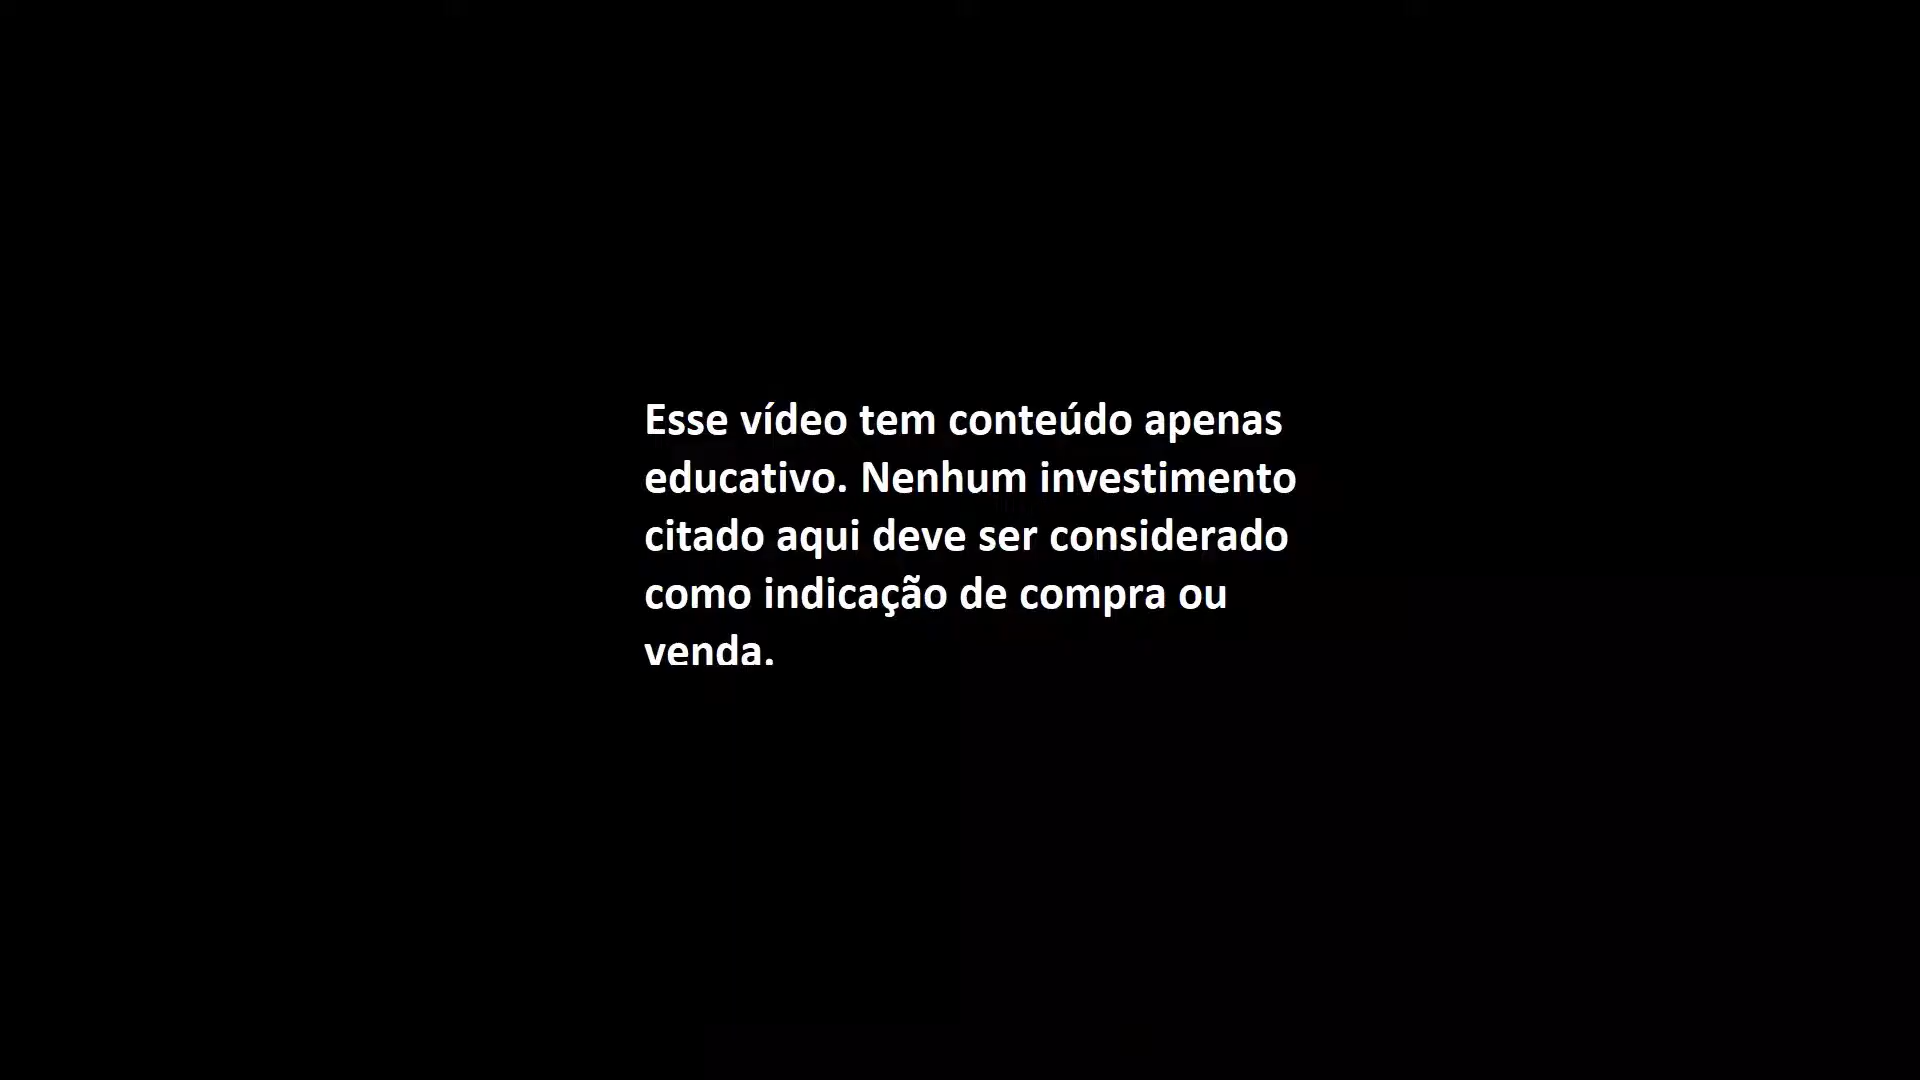 Esse vídeo tem conteúdo apenas
educativo. Nenhum investimento
citado aqui deve ser considerado
como indicação de compra ou
venda.